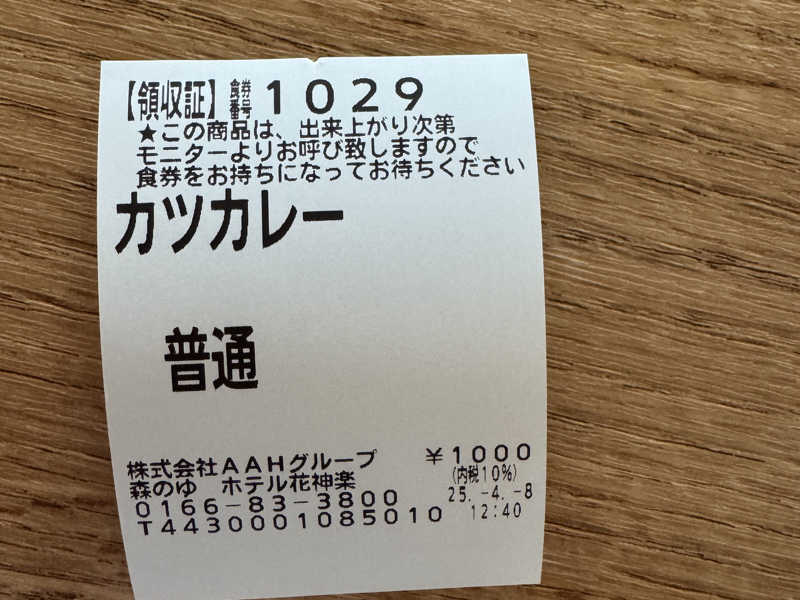 【領収証】食券番号 1029
★この商品は、出来上がり次第
モニターよりお呼び致しますので
食券をお持ちになってお待ちください
カツカレー
普通
株式会社AAHグループ ¥1000
森のゆ ホテル花神楽 (内税10%)
0166-83-3800 25.-4.-8
T4430001085010 12:40